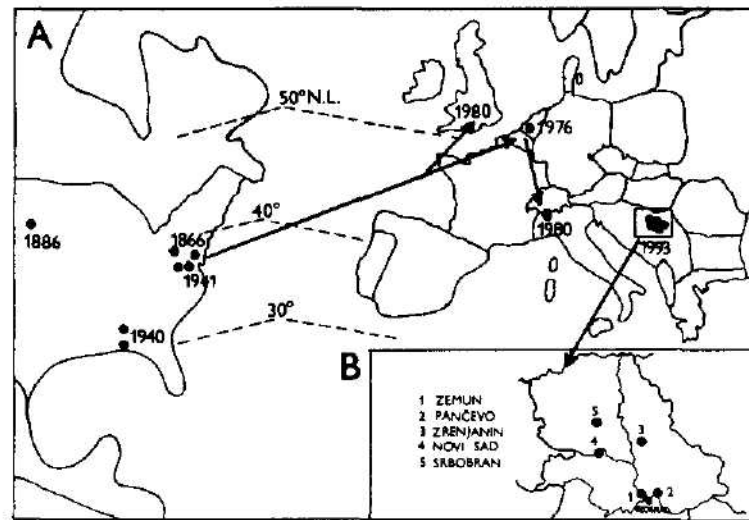 A
50° N.L.
1980
1976
40°
1886
1866
1941
1980
1993
30°
1940
B
1 ZEMUN
2 PANČEVO
3 ZRENJANIN
4 NOVI SAD
5 SRBOBRAN
5
3
4
1
2